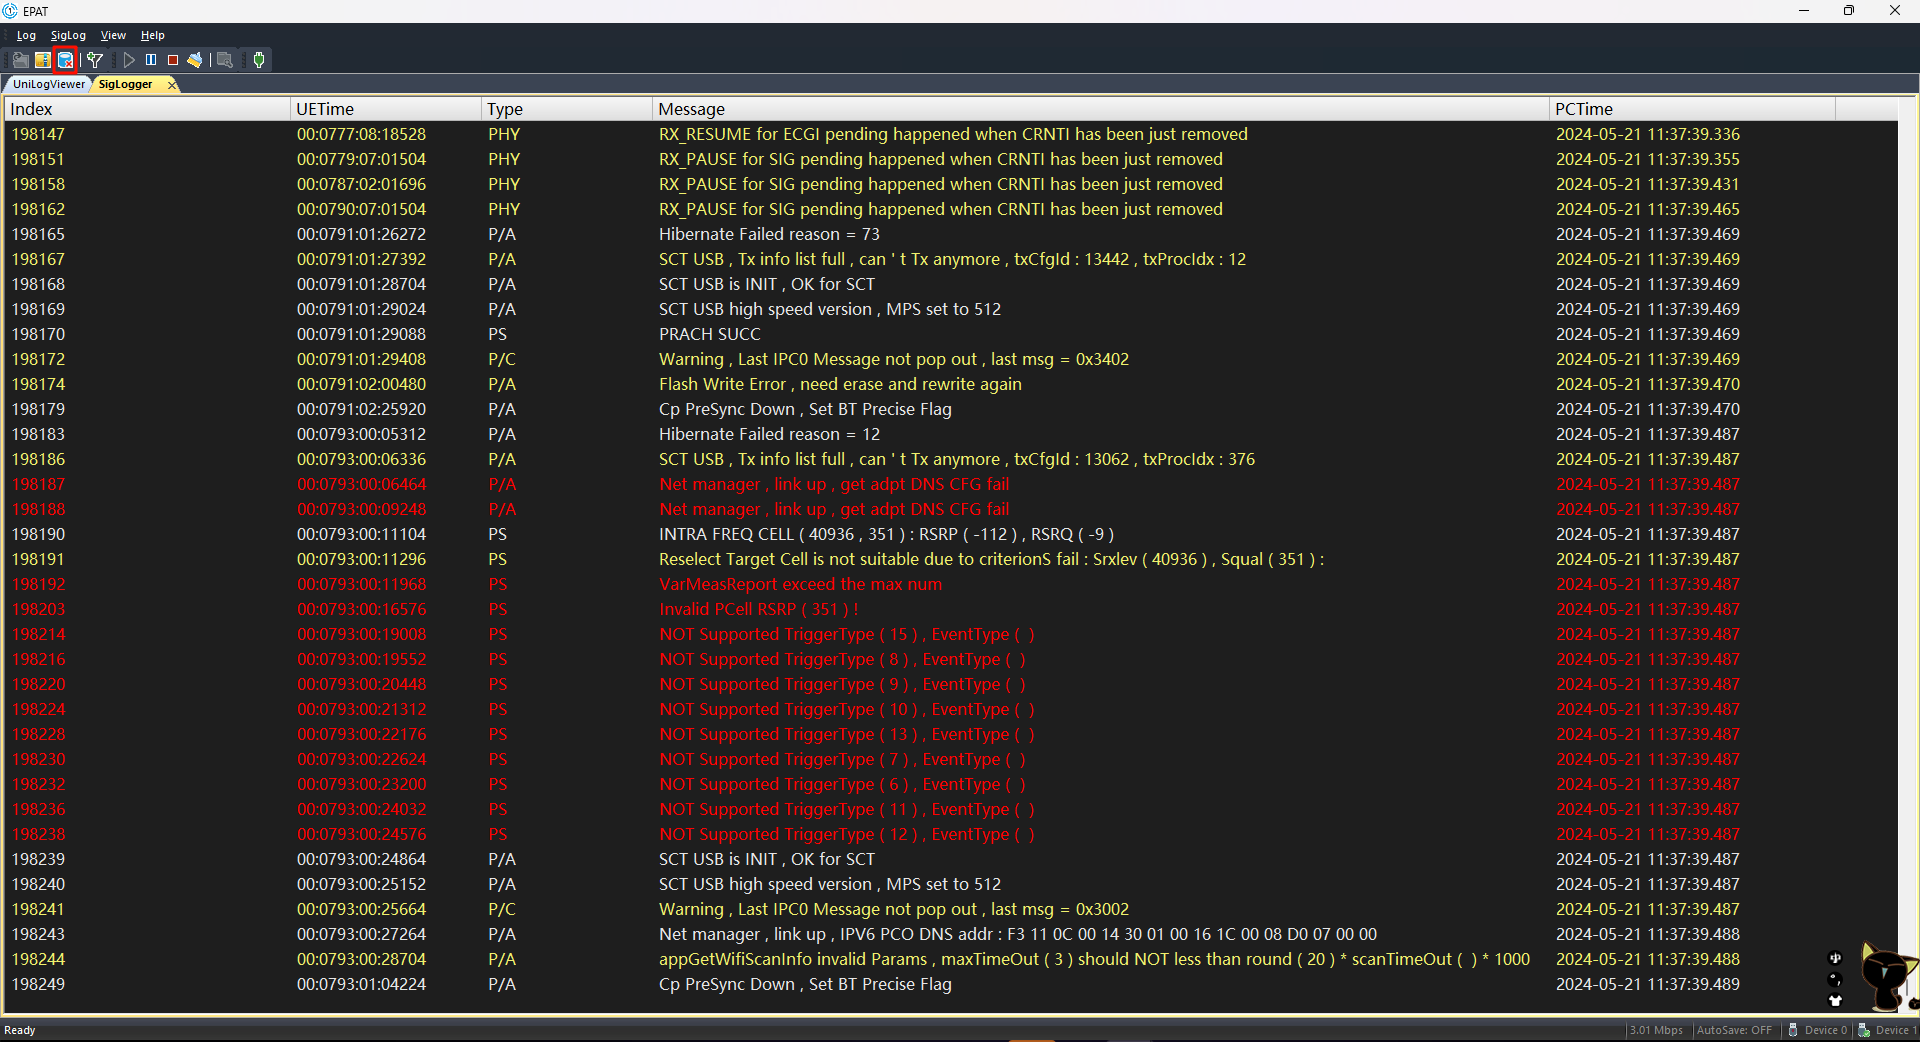 EPAT
Log SigLog View Help
UniLogViewer SigLogger
Index UETime Type Message PCTime
198147 00:0777:08:18528 PHY RX_RESUME for ECGI pending happened when CRNTI has been just removed 2024-05-21 11:37:39.336
198151 00:0779:07:01504 PHY RX_PAUSE for SIG pending happened when CRNTI has been just removed 2024-05-21 11:37:39.355
198158 00:0787:02:01696 PHY RX_PAUSE for SIG pending happened when CRNTI has been just removed 2024-05-21 11:37:39.431
198162 00:0790:07:01504 PHY RX_PAUSE for SIG pending happened when CRNTI has been just removed 2024-05-21 11:37:39.465
198165 00:0791:01:26272 P/A Hibernate Failed reason = 73 2024-05-21 11:37:39.469
198167 00:0791:01:27392 P/A SCT USB , Tx info list full , can ' t Tx anymore , txCfgId : 13442 , txProcIdx : 12 2024-05-21 11:37:39.469
198168 00:0791:01:28704 P/A SCT USB is INIT , OK for SCT 2024-05-21 11:37:39.469
198169 00:0791:01:29024 P/A SCT USB high speed version , MPS set to 512 2024-05-21 11:37:39.469
198170 00:0791:01:29088 PS PRACH SUCC 2024-05-21 11:37:39.469
198172 00:0791:01:29408 P/C Warning , Last IPC0 Message not pop out , last msg = 0x3402 2024-05-21 11:37:39.469
198174 00:0791:02:00480 P/A Flash Write Error , need erase and rewrite again 2024-05-21 11:37:39.470
198179 00:0791:02:25920 P/A Cp PreSync Down , Set BT Precise Flag 2024-05-21 11:37:39.470
198183 00:0793:00:05312 P/A Hibernate Failed reason = 12 2024-05-21 11:37:39.487
198186 00:0793:00:06336 P/A SCT USB , Tx info list full , can ' t Tx anymore , txCfgId : 13062 , txProcIdx : 376 2024-05-21 11:37:39.487
198187 00:0793:00:06464 P/A Net manager , link up , get adpt DNS CFG fail 2024-05-21 11:37:39.487
198188 00:0793:00:09248 P/A Net manager , link up , get adpt DNS CFG fail 2024-05-21 11:37:39.487
198190 00:0793:00:11104 PS INTRA FREQ CELL ( 40936 , 351 ) : RSRP ( -112 ) , RSRQ ( -9 ) 2024-05-21 11:37:39.487
198191 00:0793:00:11296 PS Reselect Target Cell is not suitable due to criterionS fail : Srxlev ( 40936 ) , Squal ( 351 ) : 2024-05-21 11:37:39.487
198192 00:0793:00:11968 PS VarMeasReport exceed the max num 2024-05-21 11:37:39.487
198203 00:0793:00:16576 PS Invalid PCell RSRP ( 351 ) ! 2024-05-21 11:37:39.487
198214 00:0793:00:19008 PS NOT Supported TriggerType ( 15 ) , EventType ( ) 2024-05-21 11:37:39.487
198216 00:0793:00:19552 PS NOT Supported TriggerType ( 8 ) , EventType ( ) 2024-05-21 11:37:39.487
198220 00:0793:00:20448 PS NOT Supported TriggerType ( 9 ) , EventType ( ) 2024-05-21 11:37:39.487
198224 00:0793:00:21312 PS NOT Supported TriggerType ( 10 ) , EventType ( ) 2024-05-21 11:37:39.487
198228 00:0793:00:22176 PS NOT Supported TriggerType ( 13 ) , EventType ( ) 2024-05-21 11:37:39.487
198230 00:0793:00:22624 PS NOT Supported TriggerType ( 7 ) , EventType ( ) 2024-05-21 11:37:39.487
198232 00:0793:00:23200 PS NOT Supported TriggerType ( 6 ) , EventType ( ) 2024-05-21 11:37:39.487
198236 00:0793:00:24032 PS NOT Supported TriggerType ( 11 ) , EventType ( ) 2024-05-21 11:37:39.487
198238 00:0793:00:24576 PS NOT Supported TriggerType ( 12 ) , EventType ( ) 2024-05-21 11:37:39.487
198239 00:0793:00:24864 P/A SCT USB is INIT , OK for SCT 2024-05-21 11:37:39.487
198240 00:0793:00:25152 P/A SCT USB high speed version , MPS set to 512 2024-05-21 11:37:39.487
198241 00:0793:00:25664 P/C Warning , Last IPC0 Message not pop out , last msg = 0x3002 2024-05-21 11:37:39.487
198243 00:0793:00:27264 P/A Net manager , link up , IPV6 PCO DNS addr : F3 11 0C 00 14 30 01 00 16 1C 00 08 D0 07 00 00 2024-05-21 11:37:39.488
198244 00:0793:00:28704 P/A appGetWifiScanInfo invalid Params , maxTimeOut ( 3 ) should NOT less than round ( 20 ) * scanTimeOut ( ) * 1000 2024-05-21 11:37:39.488
198249 00:0793:01:04224 P/A Cp PreSync Down , Set BT Precise Flag 2024-05-21 11:37:39.489
中
Ready 3.01 Mbps AutoSave: OFF Device 0 Device 1